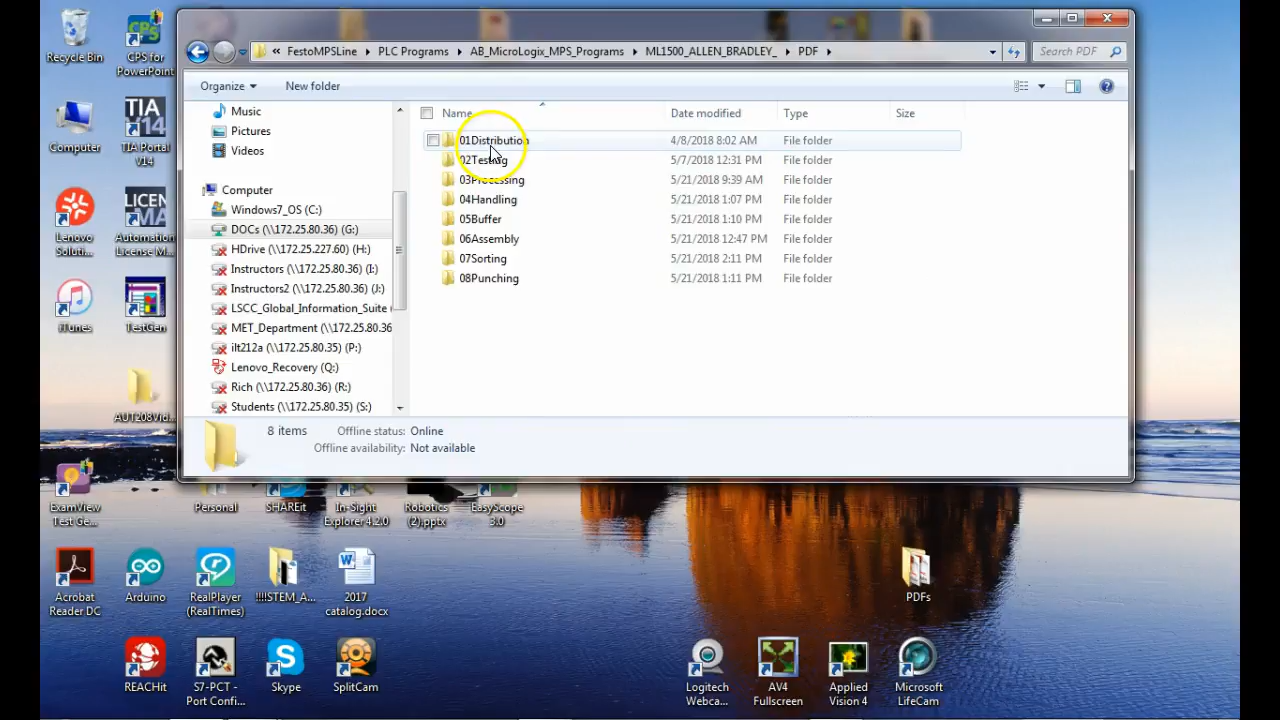 « FestoMPSLine PLC Programs AB_MicroLogix_MPS_Programs ML1500_ALLEN_BRADLEY_ PDF
Search PDF
Organize
New folder
Music
Pictures
Videos
Computer
Windows7_OS (C:)
DOCs (\\172.25.80.36) (G:)
HDrive (\\172.25.227.60) (H:)
Instructors (\\172.25.80.36) (I:)
Instructors2 (\\172.25.80.36) (J:)
LSCC_Global_Information_Suite (
MET_Department (\\172.25.80.36
ilt212a (\\172.25.80.35) (P:)
Lenovo_Recovery (Q:)
Rich (\\172.25.80.36) (R:)
Students (\\172.25.80.35) (S:)
Name Date modified Type Size
01Distribution 4/8/2018 8:02 AM File folder
02Testing 5/7/2018 12:31 PM File folder
03Processing 5/21/2018 9:39 AM File folder
04Handling 5/21/2018 1:07 PM File folder
05Buffer 5/21/2018 1:10 PM File folder
06Assembly 5/21/2018 12:47 PM File folder
07Sorting 5/21/2018 2:11 PM File folder
08Punching 5/21/2018 1:11 PM File folder
8 items Offline status: Online
Offline availability: Not available
Recycle Bin
CPS
CPS for
PowerPoint
Computer
TIA
V14
TIA Portal
V14
Lenovo
Soluti...
LICEN
MA
Automation
License M...
iTunes
TestGen
AUT208Vid...
ExamView
Test Ge...
Personal
SHAREit
In-Sight
Explorer 4.2.0
Robotics
(2).pptx
EasyScope
3.0
Acrobat
Reader DC
Arduino
RealPlayer
(RealTimes)
!!!!STEM_A...
2017
catalog.docx
PDFs
REACHit
S7-PCT -
Port Confi...
Skype
SplitCam
Logitech
Webca...
AV4
Fullscreen
Applied
Vision 4
Microsoft
LifeCam